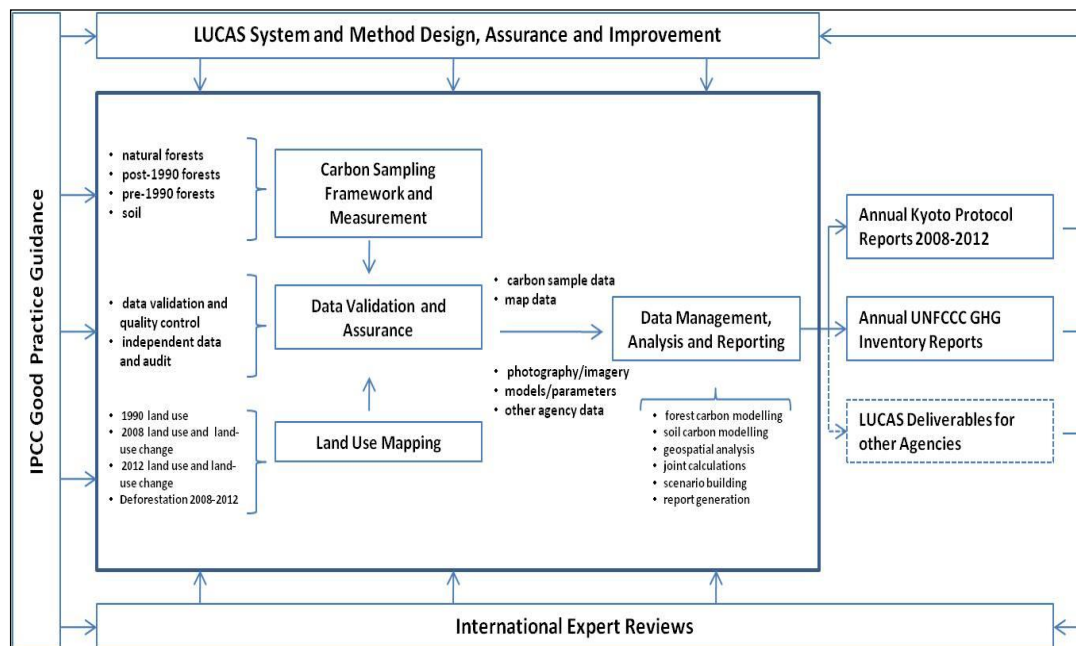 IPCC Good Practice Guidance
LUCAS System and Method Design, Assurance and Improvement
• natural forests
• post-1990 forests
• pre-1990 forests
• soil
Carbon Sampling
Framework and
Measurement
• data validation and
quality control
• independent data
and audit
Data Validation and
Assurance
• 1990 land use
• 2008 land use and land-
use change
• 2012 land use and land-
use change
• Deforestation 2008-2012
Land Use Mapping
• carbon sample data
• map data
• photography/imagery
• models/parameters
• other agency data
Data Management,
Analysis and Reporting
• forest carbon modelling
• soil carbon modelling
• geospatial analysis
• joint calculations
• scenario building
• report generation
Annual Kyoto Protocol
Reports 2008-2012
Annual UNFCCC GHG
Inventory Reports
LUCAS Deliverables for
other Agencies
International Expert Reviews